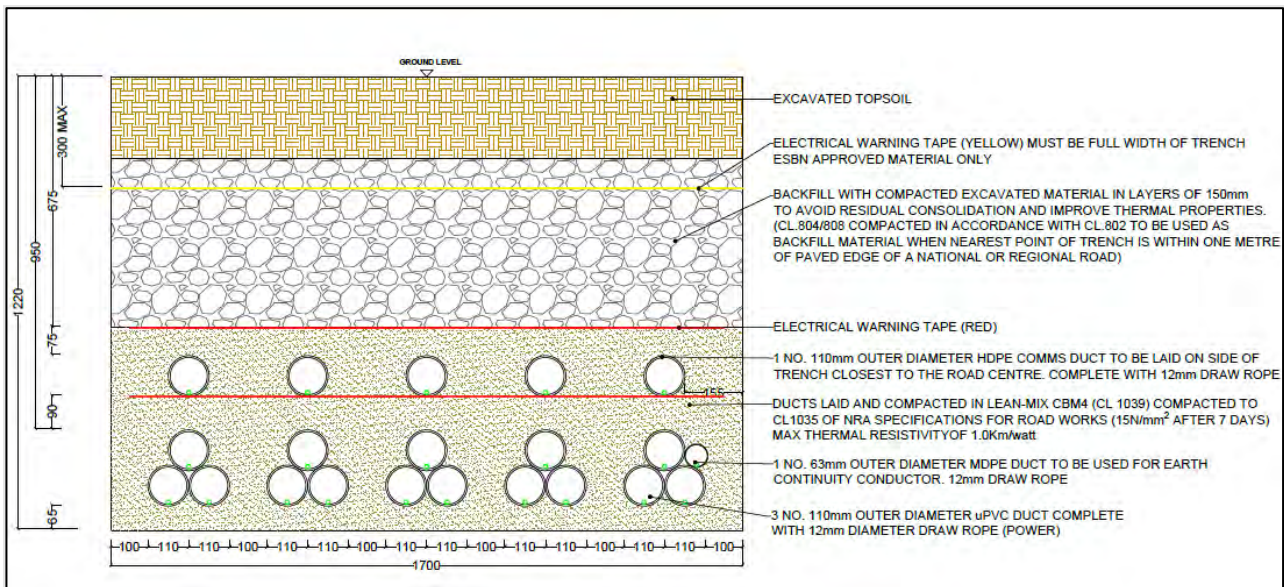 GROUND LEVEL
300 MAX
675
950
1220
75
90
65
EXCAVATED TOPSOIL
ELECTRICAL WARNING TAPE (YELLOW) MUST BE FULL WIDTH OF TRENCH
ESBN APPROVED MATERIAL ONLY
BACKFILL WITH COMPACTED EXCAVATED MATERIAL IN LAYERS OF 150mm
TO AVOID RESIDUAL CONSOLIDATION AND IMPROVE THERMAL PROPERTIES.
(CL.804/808 COMPACTED IN ACCORDANCE WITH CL.802 TO BE USED AS
BACKFILL MATERIAL WHEN NEAREST POINT OF TRENCH IS WITHIN ONE METRE
OF PAVED EDGE OF A NATIONAL OR REGIONAL ROAD)
ELECTRICAL WARNING TAPE (RED)
1 NO. 110mm OUTER DIAMETER HDPE COMMS DUCT TO BE LAID ON SIDE OF
TRENCH CLOSEST TO THE ROAD CENTRE. COMPLETE WITH 12mm DRAW ROPE
155
DUCTS LAID AND COMPACTED IN LEAN-MIX CBM4 (CL 1039) COMPACTED TO
CL1035 OF NRA SPECIFICATIONS FOR ROAD WORKS (15N/mm² AFTER 7 DAYS)
MAX THERMAL RESISTIVITYOF 1.0Km/watt
1 NO. 63mm OUTER DIAMETER MDPE DUCT TO BE USED FOR EARTH
CONTINUITY CONDUCTOR. 12mm DRAW ROPE
3 NO. 110mm OUTER DIAMETER uPVC DUCT COMPLETE
WITH 12mm DIAMETER DRAW ROPE (POWER)
100 110 110 100 110 110 100 110 110 100 110 110 100 110 110 100
1700